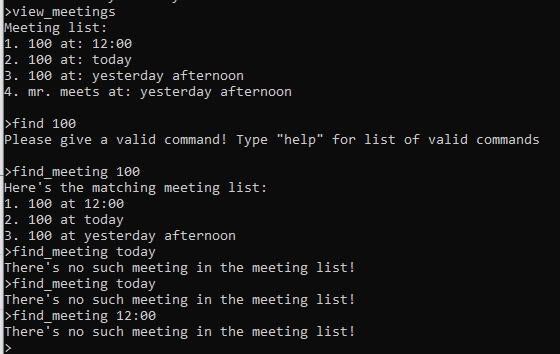 >view_meetings
Meeting list:
1. 100 at: 12:00
2. 100 at: today
3. 100 at: yesterday afternoon
4. mr. meets at: yesterday afternoon
>find 100
Please give a valid command! Type "help" for list of valid commands
>find_meeting 100
Here's the matching meeting list:
1. 100 at 12:00
2. 100 at today
3. 100 at yesterday afternoon
>find_meeting today
There's no such meeting in the meeting list!
>find_meeting today
There's no such meeting in the meeting list!
>find_meeting 12:00
There's no such meeting in the meeting list!
>